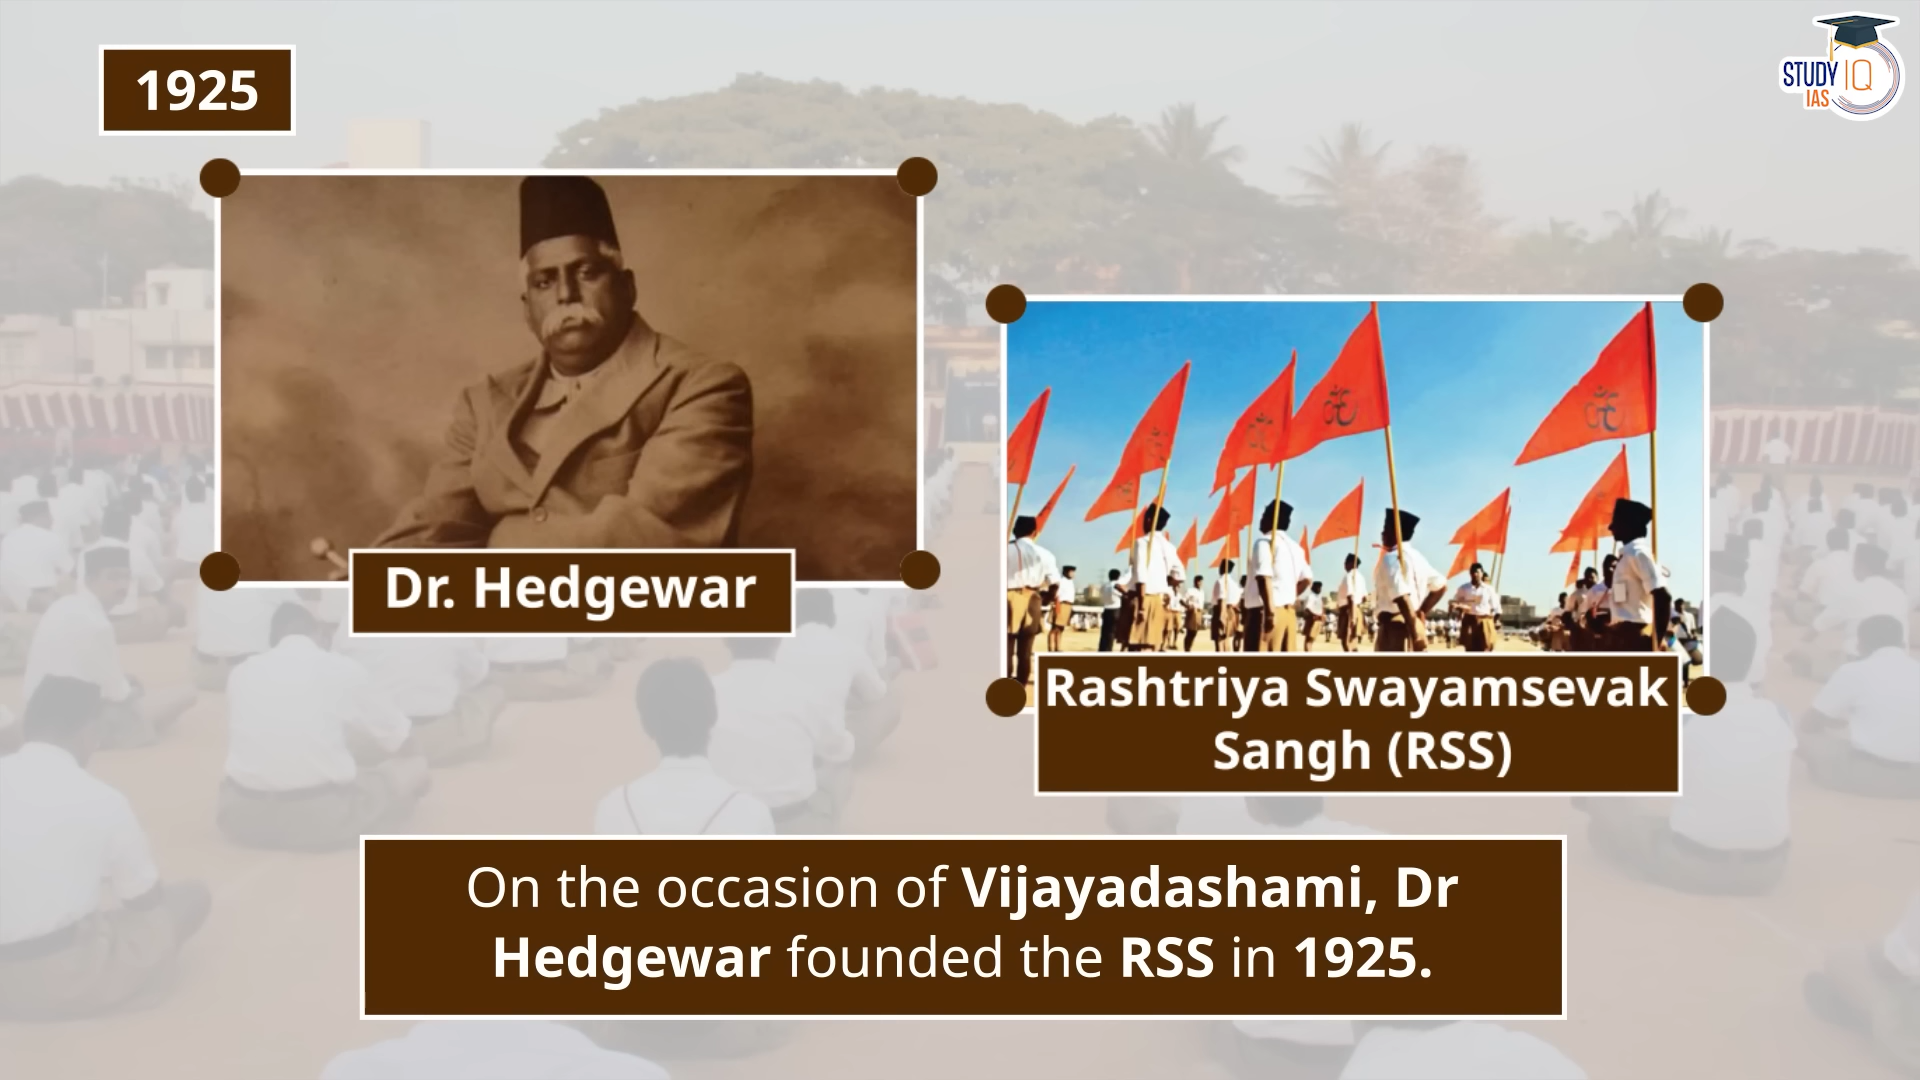 1925
STUDY IQ
IAS
Dr. Hedgewar
ॐ
ॐ
Rashtriya Swayamsevak
Sangh (RSS)
On the occasion of Vijayadashami, Dr
Hedgewar founded the RSS in 1925.